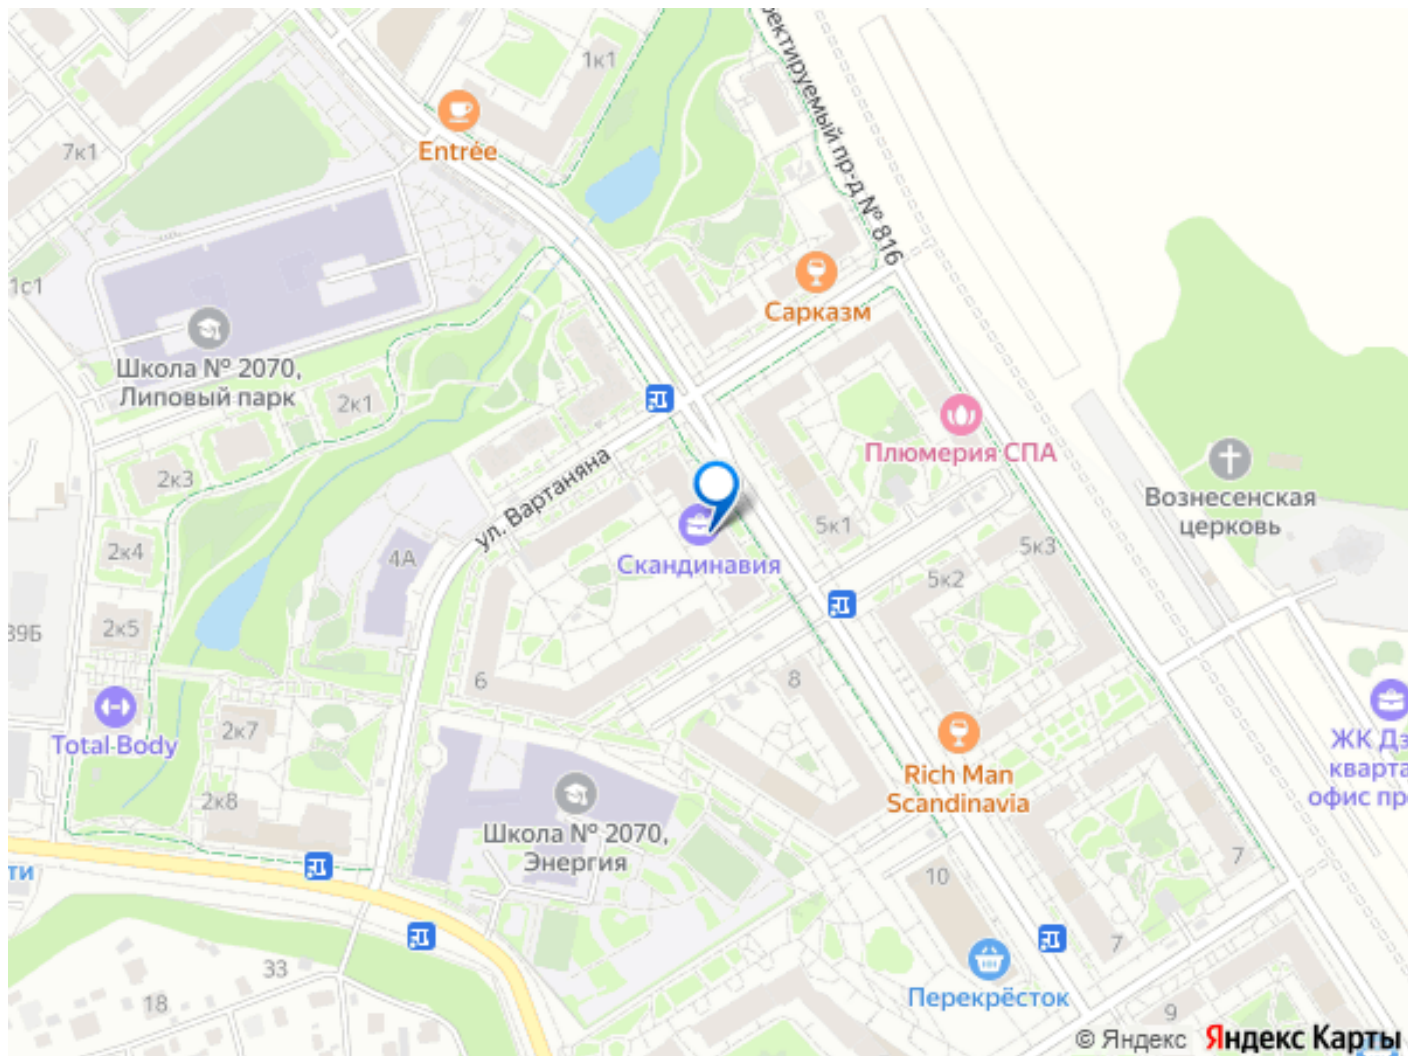 1к1
Entrée
7к1
ректируемый пр-д № 816
1с1
Сарказм
Школа № 2070,
Липовый парк
2к1
2к3
Плюмерия СПА
Вознесенская
церковь
ул. Вартаняна
5к1
5к3
2к4
4А
Скандинавия
5к2
39Б
2к5
6
8
Total Body
2к7
Rich Man
Scandinavia
ЖК Дз
кварта
офис пр
2к8
Школа № 2070,
Энергия
7
ти
10
7
33
18
Перекрёсток
9
© Яндекс Яндекс Карты